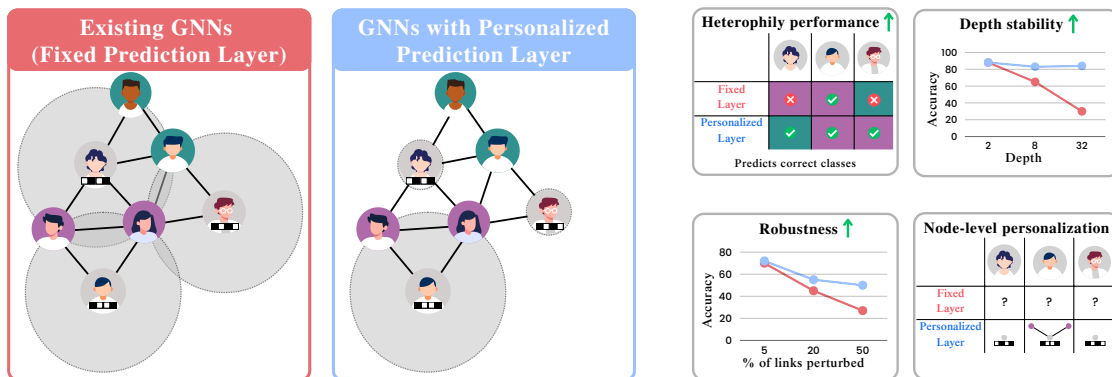 Existing GNNs
(Fixed Prediction Layer)
GNNs with Personalized
Prediction Layer
Heterophily performance
Fixed
Layer
Personalized
Layer
Predicts correct classes
Depth stability
Accuracy
100
80
60
40
20
0
2 8 32
Depth
Robustness
Accuracy
80
60
40
20
0
5 20 50
% of links perturbed
Node-level personalization
Fixed
Layer
? ? ?
Personalized
Layer